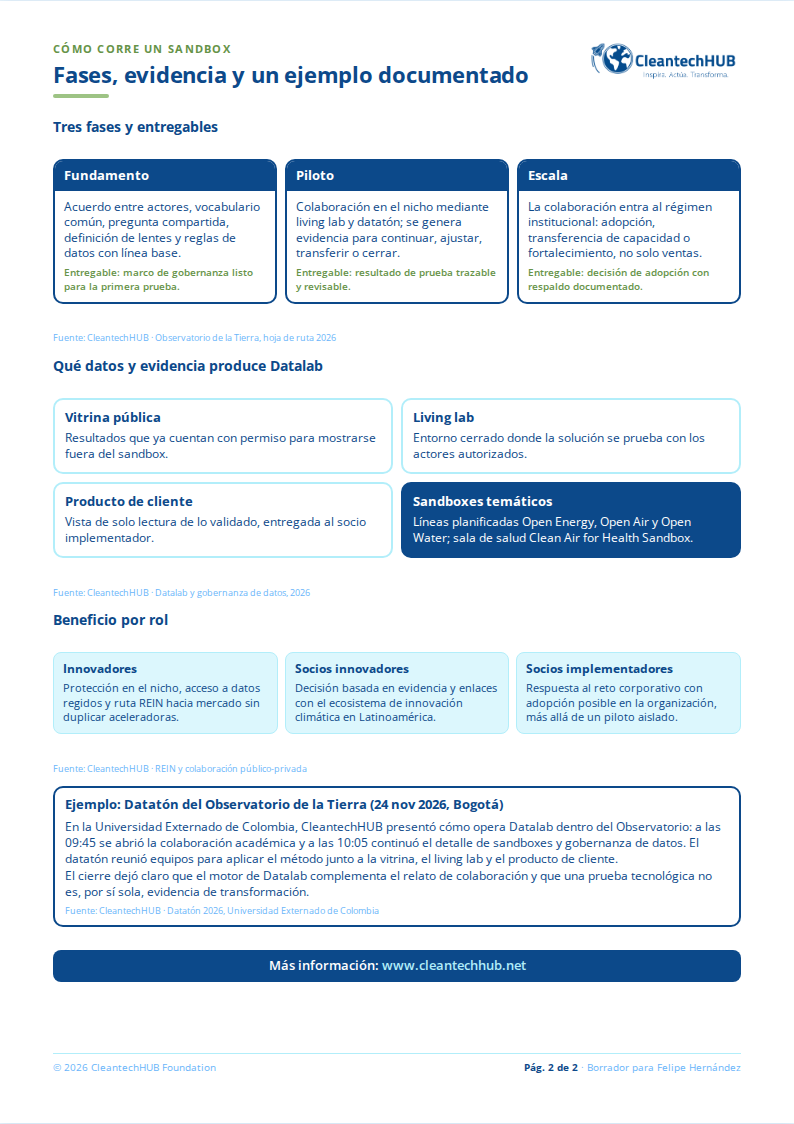 CÓMO CORRE UN SANDBOX
Fases, evidencia y un ejemplo documentado
CleantechHUB
Inspira. Actúa. Transforma.
Tres fases y entregables
Fundamento
Acuerdo entre actores, vocabulario
común, pregunta compartida,
definición de lentes y reglas de
datos con línea base.
Entregable: marco de gobernanza listo
para la primera prueba.
Piloto
Colaboración en el nicho mediante
living lab y datatón; se genera
evidencia para continuar, ajustar,
transferir o cerrar.
Entregable: resultado de prueba trazable
y revisable.
Escala
La colaboración entra al régimen
institucional: adopción,
transferencia de capacidad o
fortalecimiento, no solo ventas.
Entregable: decisión de adopción con
respaldo documentado.
Fuente: CleantechHUB · Observatorio de la Tierra, hoja de ruta 2026
Qué datos y evidencia produce Datalab
Vitrina pública
Resultados que ya cuentan con permiso para mostrarse
fuera del sandbox.
Living lab
Entorno cerrado donde la solución se prueba con los
actores autorizados.
Producto de cliente
Vista de solo lectura de lo validado, entregada al socio
implementador.
Sandboxes temáticos
Líneas planificadas Open Energy, Open Air y Open
Water; sala de salud Clean Air for Health Sandbox.
Fuente: CleantechHUB · Datalab y gobernanza de datos, 2026
Beneficio por rol
Innovadores
Protección en el nicho, acceso a datos
regidos y ruta REIN hacia mercado sin
duplicar aceleradoras.
Socios innovadores
Decisión basada en evidencia y enlaces
con el ecosistema de innovación
climática en Latinoamérica.
Socios implementadores
Respuesta al reto corporativo con
adopción posible en la organización,
más allá de un piloto aislado.
Fuente: CleantechHUB · REIN y colaboración público-privada
Ejemplo: Datatón del Observatorio de la Tierra (24 nov 2026, Bogotá)
En la Universidad Externado de Colombia, CleantechHUB presentó cómo opera Datalab dentro del Observatorio: a las
09:45 se abrió la colaboración académica y a las 10:05 continuó el detalle de sandboxes y gobernanza de datos. El
datatón reunió equipos para aplicar el método junto a la vitrina, el living lab y el producto de cliente.
El cierre dejó claro que el motor de Datalab complementa el relato de colaboración y que una prueba tecnológica no
es, por sí sola, evidencia de transformación.
Fuente: CleantechHUB · Datatón 2026, Universidad Externado de Colombia
Más información: www.cleantechhub.net
© 2026 CleantechHUB Foundation
Pág. 2 de 2 · Borrador para Felipe Hernández